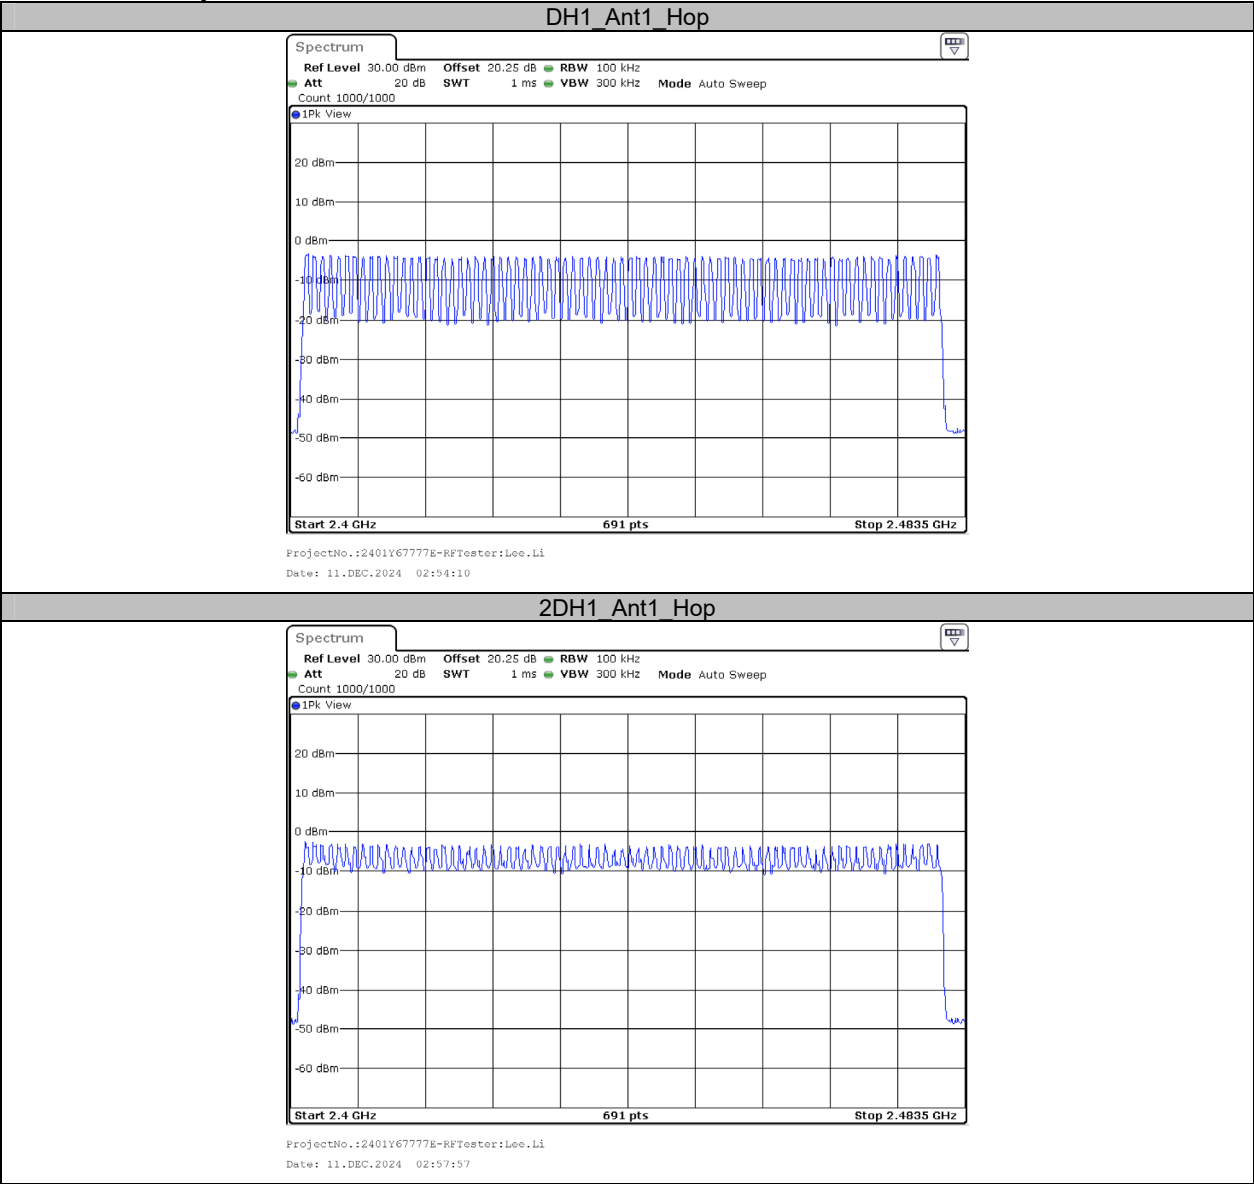 DH1_Ant1_Hop
Spectrum
Ref Level 30.00 dBm Offset 20.25 dB RBW 100 kHz
Att 20 dB SWT 1 ms VBW 300 kHz Mode Auto Sweep
Count 1000/1000
1Pk View
20 dBm
10 dBm
0 dBm
-10 dBm
-20 dBm
-30 dBm
-40 dBm
-50 dBm
-60 dBm
Start 2.4 GHz 691 pts Stop 2.4835 GHz
ProjectNo.:2401Y67777E-RFTester:Lee.Li
Date: 11.DEC.2024 02:54:10
2DH1_Ant1_Hop
Spectrum
Ref Level 30.00 dBm Offset 20.25 dB RBW 100 kHz
Att 20 dB SWT 1 ms VBW 300 kHz Mode Auto Sweep
Count 1000/1000
1Pk View
20 dBm
10 dBm
0 dBm
-10 dBm
-20 dBm
-30 dBm
-40 dBm
-50 dBm
-60 dBm
Start 2.4 GHz 691 pts Stop 2.4835 GHz
ProjectNo.:2401Y67777E-RFTester:Lee.Li
Date: 11.DEC.2024 02:57:57